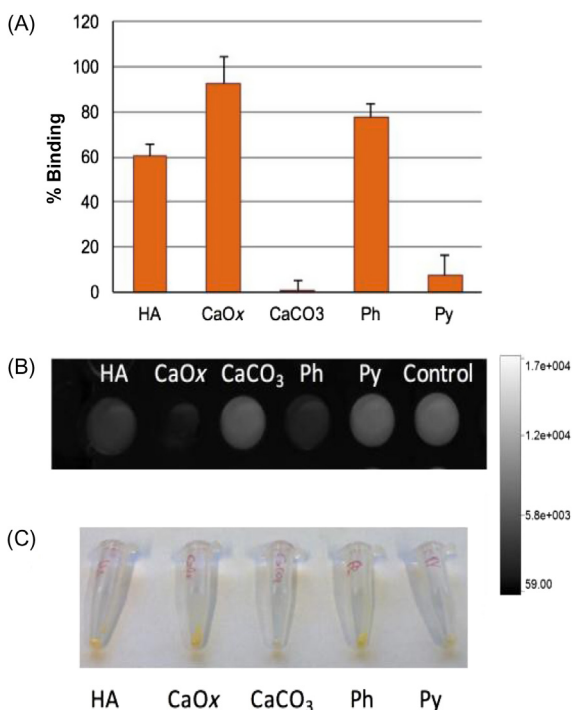 (A)
120
100
80
60
40
20
0
% Binding
HA CaOx CaCO3 Ph Py
(B)
HA CaOx CaCO₃ Ph Py Control
1.7e+004
1.2e+004
5.8e+003
59.00
(C)
HA CaOx CaCO₃ Ph Py